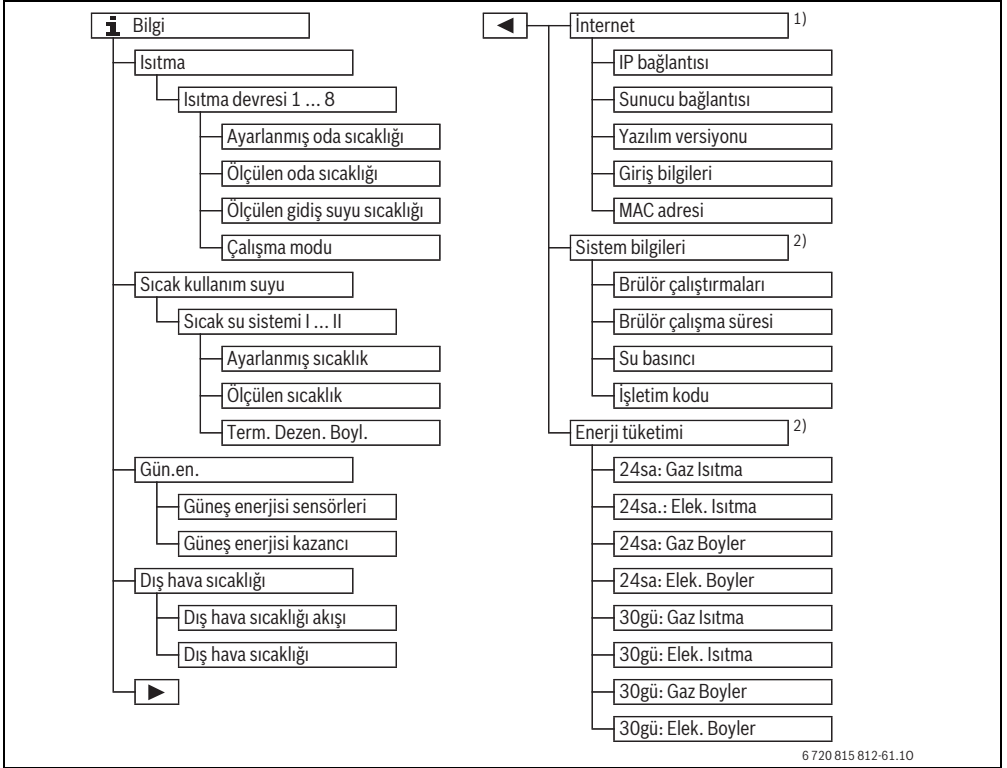 i Bilgi
Isıtma
Isıtma devresi 1 ... 8
Ayarlanmış oda sıcaklığı
Ölçülen oda sıcaklığı
Ölçülen gidiş suyu sıcaklığı
Çalışma modu
Sıcak kullanım suyu
Sıcak su sistemi I ... II
Ayarlanmış sıcaklık
Ölçülen sıcaklık
Term. Dezen. Boyl.
Gün.en.
Güneş enerjisi sensörleri
Güneş enerjisi kazancı
Dış hava sıcaklığı
Dış hava sıcaklığı akışı
Dış hava sıcaklığı
İnternet 1)
IP bağlantısı
Sunucu bağlantısı
Yazılım versiyonu
Giriş bilgileri
MAC adresi
Sistem bilgileri 2)
Brülör çalıştırmaları
Brülör çalışma süresi
Su basıncı
İşletim kodu
Enerji tüketimi 2)
24sa: Gaz Isıtma
24sa.: Elek. Isıtma
24sa: Gaz Boyler
24sa: Elek. Boyler
30gü: Gaz Isıtma
30gü: Elek. Isıtma
30gü: Gaz Boyler
30gü: Elek. Boyler
6 720 815 812-61.1O